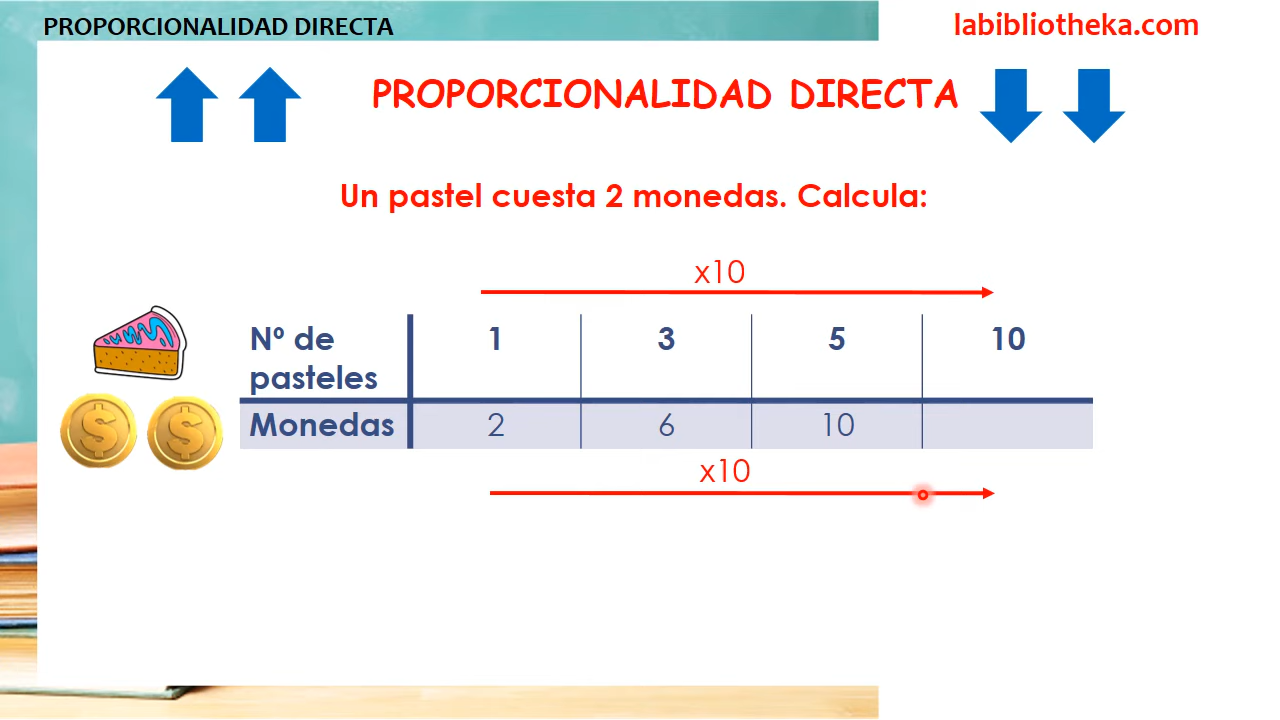 PROPORCIONALIDAD DIRECTA
labibliotheka.com
PROPORCIONALIDAD DIRECTA
Un pastel cuesta 2 monedas. Calcula:
x10
Nº de pasteles 1 3 5 10
Monedas 2 6 10
x10